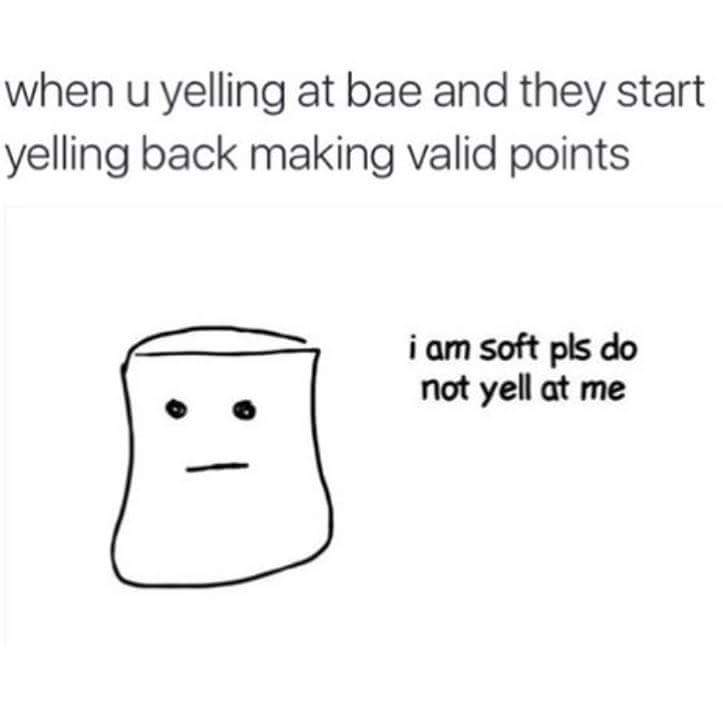 when u yelling at bae and they start
yelling back making valid points
i am soft pls do
not yell at me